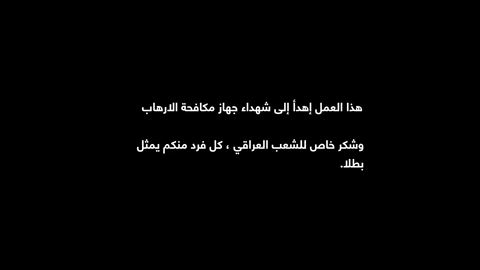 هذا العمل إهدأ إلى شهداء جهاز مكافحة الارهاب
وشكر خاص للشعب العراقي ، كل فرد منكم يمثل
بطلا.